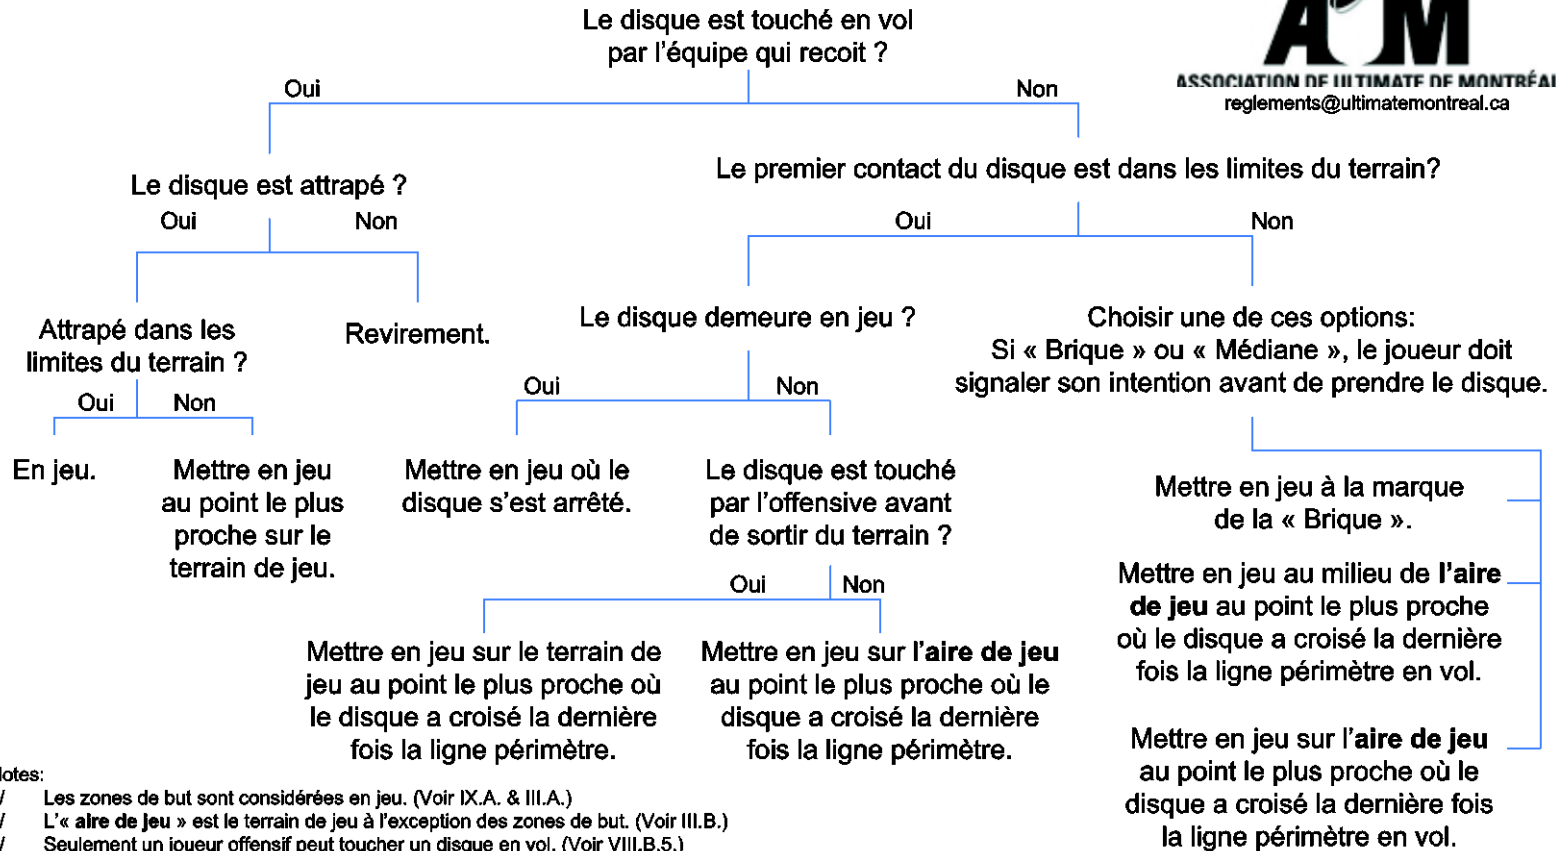 Le disque est touché en vol
par l'équipe qui recoit ?
AUM
ASSOCIATION DE ULTIMATE DE MONTRÉAL
reglements@ultimatemontreal.ca
Oui
Non
Le disque est attrapé ?
Le premier contact du disque est dans les limites du terrain?
Oui
Non
Oui
Non
Attrapé dans les
limites du terrain ?
Revirement.
Le disque demeure en jeu ?
Choisir une de ces options:
Si « Brique » ou « Médiane », le joueur doit
signaler son intention avant de prendre le disque.
Oui
Non
Oui
Non
En jeu.
Mettre en jeu
au point le plus
proche sur le
terrain de jeu.
Mettre en jeu où le
disque s'est arrêté.
Le disque est touché
par l'offensive avant
de sortir du terrain ?
Mettre en jeu à la marque
de la « Brique ».
Mettre en jeu au milieu de l'aire
de jeu au point le plus proche
où le disque a croisé la dernière
fois la ligne périmètre en vol.
Mettre en jeu sur l'aire de jeu
au point le plus proche où le
disque a croisé la dernière fois
la ligne périmètre en vol.
Oui
Non
Mettre en jeu sur le terrain de
jeu au point le plus proche où
le disque a croisé la dernière
fois la ligne périmètre.
Mettre en jeu sur l'aire de jeu
au point le plus proche où le
disque a croisé la dernière
fois la ligne périmètre.
Notes:
/ Les zones de but sont considérées en jeu. (Voir IX.A. & III.A.)
/ L'« aire de jeu » est le terrain de jeu à l'exception des zones de but. (Voir III.B.)
/ Seulement un joueur offensif peut toucher un disque en vol. (Voir VIII.B.5.)